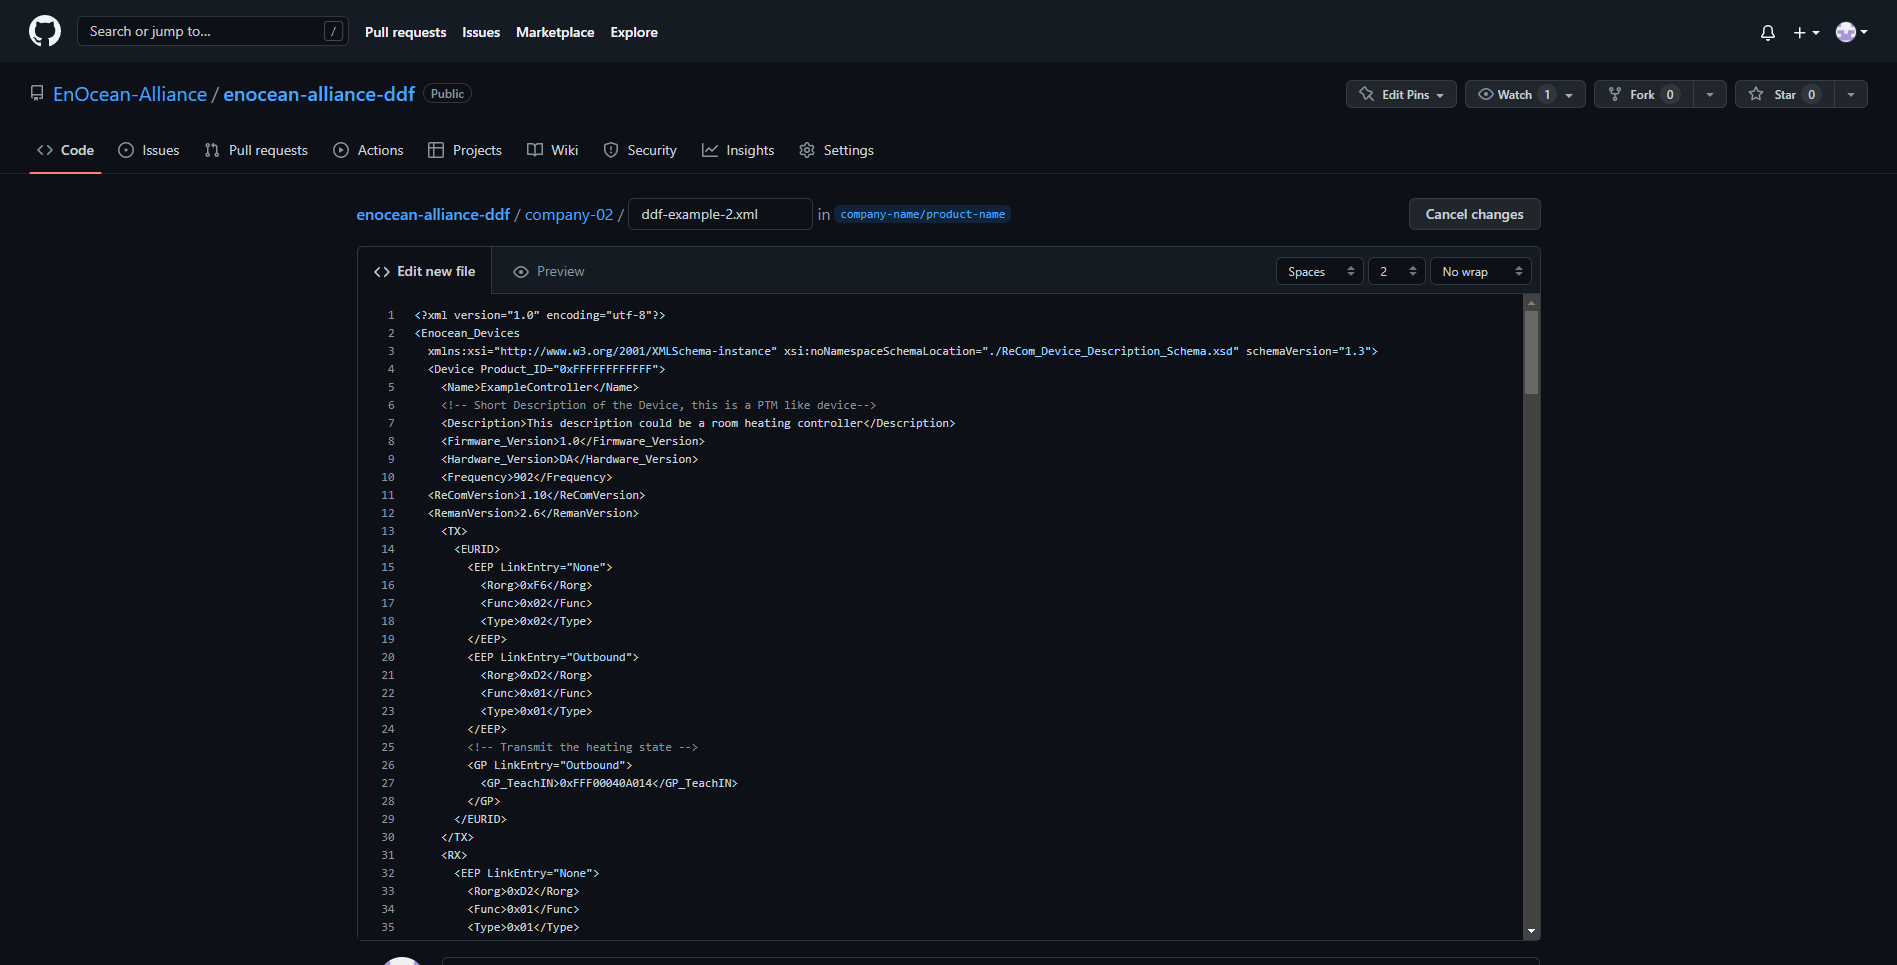 Search or jump to... /
Pull requests Issues Marketplace Explore
EnOcean-Alliance / enocean-alliance-ddf Public
Edit Pins Watch 1 Fork 0 Star 0
Code Issues Pull requests Actions Projects Wiki Security Insights Settings
enocean-alliance-ddf / company-02 / ddf-example-2.xml in company-name/product-name Cancel changes
Edit new file Preview Spaces 2 No wrap
1 <?xml version="1.0" encoding="utf-8"?>
2 <Enocean_Devices
3 xmlns:xsi="http://www.w3.org/2001/XMLSchema-instance" xsi:noNamespaceSchemaLocation="./ReCom_Device_Description_Schema.xsd" schemaVersion="1.3">
4 <Device Product_ID="0xFFFFFFFFFFFF">
5 <Name>ExampleController</Name>
6 <!-- Short Description of the Device, this is a PTM like device-->
7 <Description>This description could be a room heating controller</Description>
8 <Firmware_Version>1.0</Firmware_Version>
9 <Hardware_Version>DA</Hardware_Version>
10 <Frequency>902</Frequency>
11 <ReComVersion>1.10</ReComVersion>
12 <RemanVersion>2.6</RemanVersion>
13 <TX>
14 <EURID>
15 <EEP LinkEntry="None">
16 <Rorg>0xF6</Rorg>
17 <Func>0x02</Func>
18 <Type>0x02</Type>
19 </EEP>
20 <EEP LinkEntry="Outbound">
21 <Rorg>0xD2</Rorg>
22 <Func>0x01</Func>
23 <Type>0x01</Type>
24 </EEP>
25 <!-- Transmit the heating state -->
26 <GP LinkEntry="Outbound">
27 <GP_TeachIN>0xFFF00040A014</GP_TeachIN>
28 </GP>
29 </EURID>
30 </TX>
31 <RX>
32 <EEP LinkEntry="None">
33 <Rorg>0xD2</Rorg>
34 <Func>0x01</Func>
35 <Type>0x01</Type>